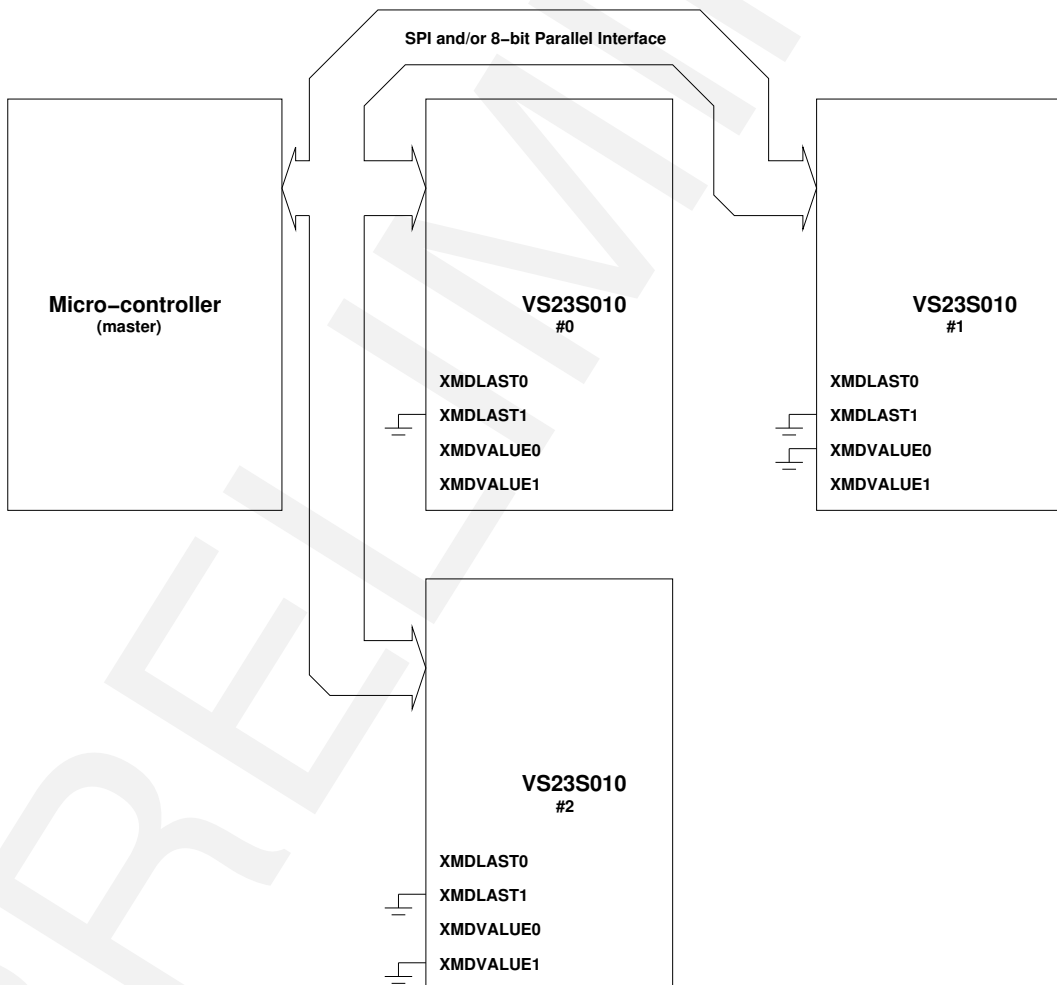 SPI and/or 8−bit Parallel Interface
Micro−controller
(master)
VS23S010
#0
XMDLAST0
XMDLAST1
XMDVALUE0
XMDVALUE1
VS23S010
#1
XMDLAST0
XMDLAST1
XMDVALUE0
XMDVALUE1
VS23S010
#2
XMDLAST0
XMDLAST1
XMDVALUE0
XMDVALUE1